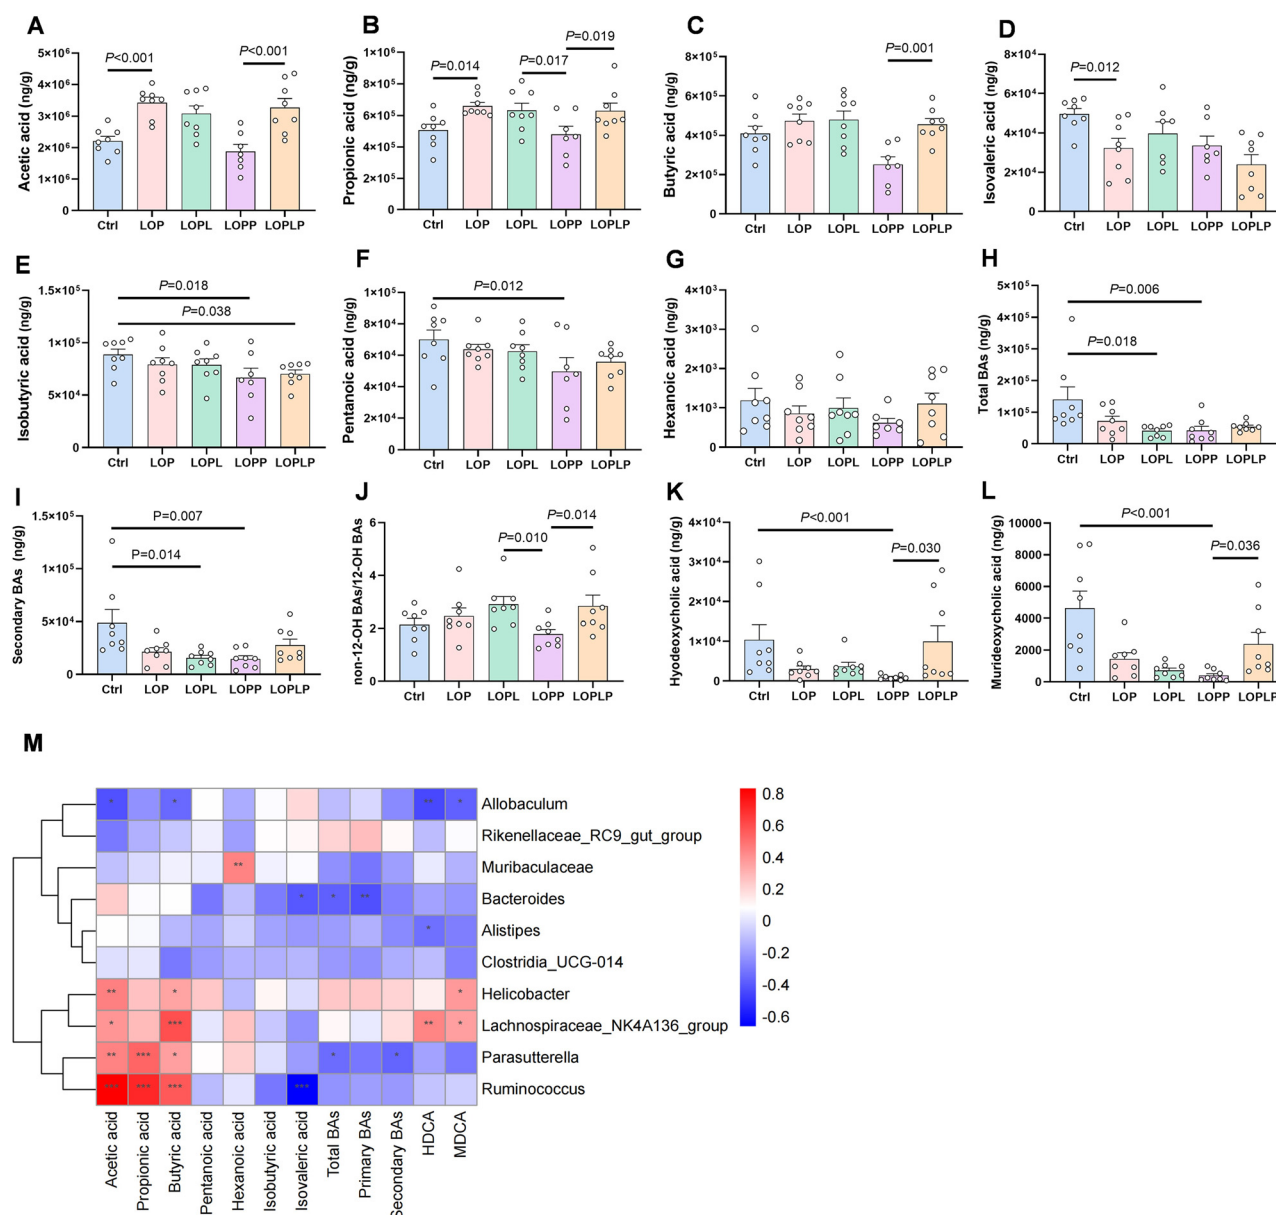 A
Acetic acid (ng/g)
5×10⁶
4×10⁶
3×10⁶
2×10⁶
1×10⁶
0
P<0.001
P<0.001
Ctrl LOP LOPL LOPP LOPLP
B
Propionic acid (ng/g)
1×10⁶
8×10⁵
6×10⁵
4×10⁵
2×10⁵
0
P=0.019
P=0.014
P=0.017
Ctrl LOP LOPL LOPP LOPLP
C
Butyric acid (ng/g)
8×10⁵
6×10⁵
4×10⁵
2×10⁵
0
P=0.001
Ctrl LOP LOPL LOPP LOPLP
D
Isovaleric acid (ng/g)
8×10⁴
6×10⁴
4×10⁴
2×10⁴
0
P=0.012
Ctrl LOP LOPL LOPP LOPLP
E
Isobutyric acid (ng/g)
1.5×10⁵
1×10⁵
5×10⁴
0
P=0.018
P=0.038
Ctrl LOP LOPL LOPP LOPLP
F
Pentanoic acid (ng/g)
1×10⁵
8×10⁴
6×10⁴
4×10⁴
2×10⁴
0
P=0.012
Ctrl LOP LOPL LOPP LOPLP
G
Hexanoic acid (ng/g)
4×10³
3×10³
2×10³
1×10³
0
Ctrl LOP LOPL LOPP LOPLP
H
Total BAs (ng/g)
5×10⁵
4×10⁵
3×10⁵
2×10⁵
1×10⁵
0
P=0.006
P=0.018
Ctrl LOP LOPL LOPP LOPLP
I
Secondary BAs (ng/g)
1.5×10⁵
1×10⁵
5×10⁴
0
P=0.007
P=0.014
Ctrl LOP LOPL LOPP LOPLP
J
non-12-OH BAs/12-OH BAs
6
4
2
0
P=0.014
P=0.010
Ctrl LOP LOPL LOPP LOPLP
K
Hyodeoxycholic acid (ng/g)
4×10⁴
3×10⁴
2×10⁴
1×10⁴
0
P<0.001
P=0.030
Ctrl LOP LOPL LOPP LOPLP
L
Murideoxycholic acid (ng/g)
10000
8000
6000
4000
2000
0
P<0.001
P=0.036
Ctrl LOP LOPL LOPP LOPLP
M
* * ** * Allobaculum
Rikenellaceae_RC9_gut_group
** Muribaculaceae
* * ** Bacteroides
* Alistipes
Clostridia_UCG-014
** * * Helicobacter
* *** ** * Lachnospiraceae_NK4A136_group
** *** * * * Parasutterella
*** *** *** *** Ruminococcus
Acetic acid
Propionic acid
Butyric acid
Pentanoic acid
Hexanoic acid
Isobutyric acid
Isovaleric acid
Total BAs
Primary BAs
Secondary BAs
HDCA
MDCA
0.8
0.6
0.4
0.2
0
-0.2
-0.4
-0.6